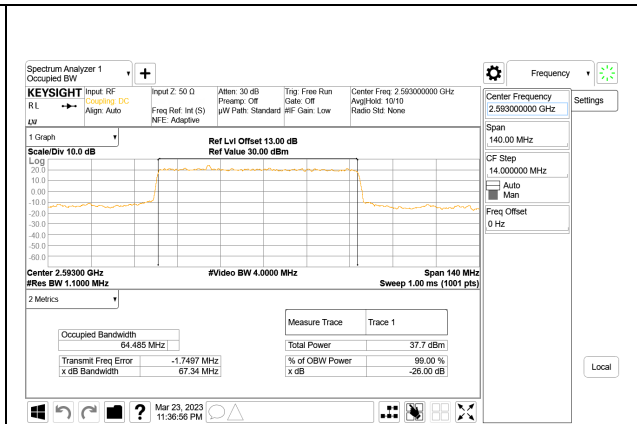 Spectrum Analyzer 1
Occupied BW
Frequency
KEYSIGHT
RL
LXI
Input: RF
Coupling: DC
Align: Auto
Input Z: 50 Ω
Freq Ref: Int (S)
NFE: Adaptive
Atten: 30 dB
Preamp: Off
µW Path: Standard
Trig: Free Run
Gate: Off
#IF Gain: Low
Center Freq: 2.593000000 GHz
Avg|Hold: 10/10
Radio Std: None
Center Frequency
2.593000000 GHz
Settings
Span
140.00 MHz
CF Step
14.000000 MHz
Auto
Man
Freq Offset
0 Hz
Local
1 Graph
Scale/Div 10.0 dB
Ref Lvl Offset 13.00 dB
Ref Value 30.00 dBm
Log
20.0
10.0
0.00
-10.0
-20.0
-30.0
-40.0
-50.0
-60.0
Center 2.59300 GHz
#Video BW 4.0000 MHz
Span 140 MHz
#Res BW 1.1000 MHz
Sweep 1.00 ms (1001 pts)
2 Metrics
Measure Trace
Trace 1
Occupied Bandwidth
64.485 MHz
Total Power
37.7 dBm
Transmit Freq Error
-1.7497 MHz
% of OBW Power
99.00 %
x dB Bandwidth
67.34 MHz
x dB
-26.00 dB
?
Mar 23, 2023
11:36:56 PM